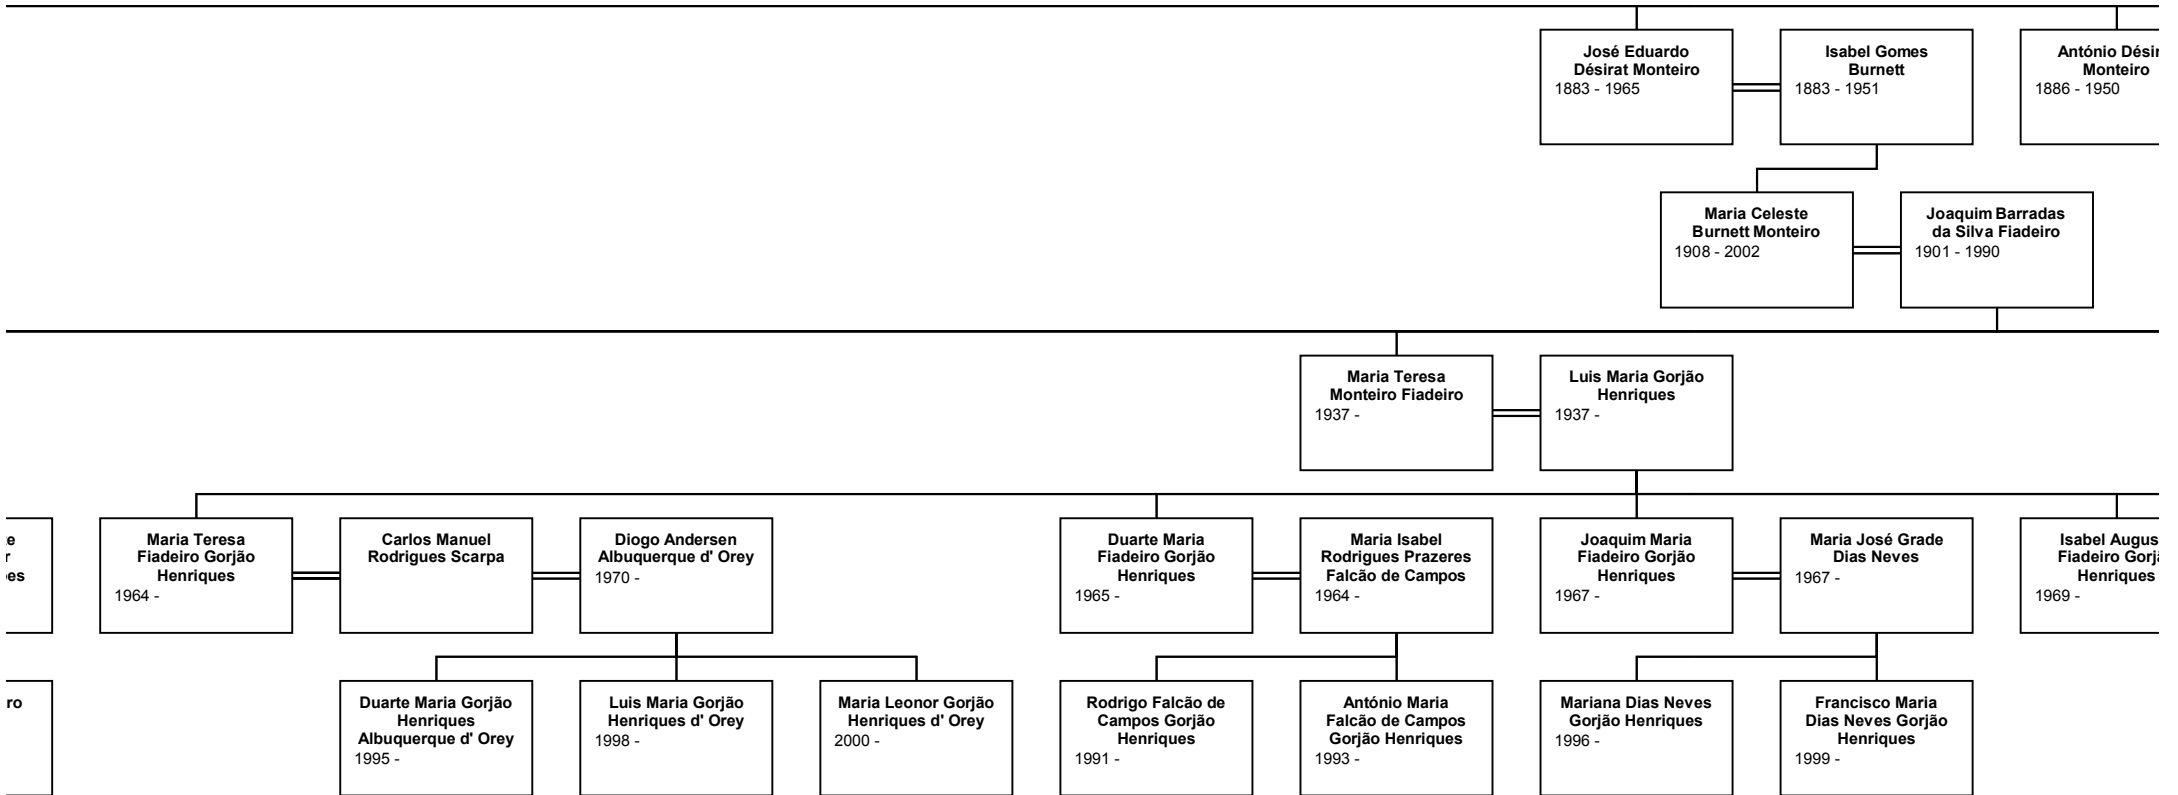 José Eduardo
Désirat Monteiro
1883 - 1965
Isabel Gomes
Burnett
1883 - 1951
António
Monteiro
1886 - 1950
Maria Celeste
Burnett Monteiro
1908 - 2002
Joaquim Barradas
da Silva Fiadeiro
1901 - 1990
Maria Teresa
Monteiro Fiadeiro
1937 -
Luis Maria Gorjão
Henriques
1937 -
Maria Teresa
Fiadeiro Gorjão
Henriques
1964 -
Carlos Manuel
Rodrigues Scarpa
Diogo Andersen
Albuquerque d' Orey
1970 -
Duarte Maria
Fiadeiro Gorjão
Henriques
1965 -
Maria Isabel
Rodrigues Prazeres
Falcão de Campos
1964 -
Joaquim Maria
Fiadeiro Gorjão
Henriques
1967 -
Maria José Grade
Dias Neves
1967 -
Isabel
Fiadeiro
Henriques
1969 -
Duarte Maria Gorjão
Henriques
Albuquerque d' Orey
1995 -
Luis Maria Gorjão
Henriques d' Orey
1998 -
Maria Leonor Gorjão
Henriques d' Orey
2000 -
Rodrigo Falcão de
Campos Gorjão
Henriques
1991 -
António Maria
Falcão de Campos
Gorjão Henriques
1993 -
Mariana Dias Neves
Gorjão Henriques
1996 -
Francisco Maria
Dias Neves Gorjão
Henriques
1999 -